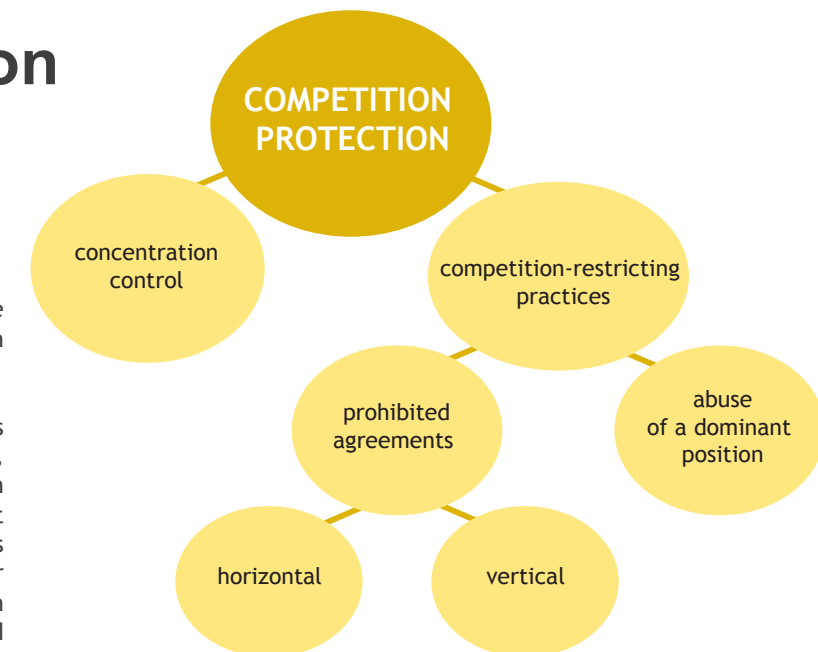 on
COMPETITION
PROTECTION
concentration
control
competition-restricting
practices
prohibited
agreements
abuse
of a dominant
position
horizontal
vertical